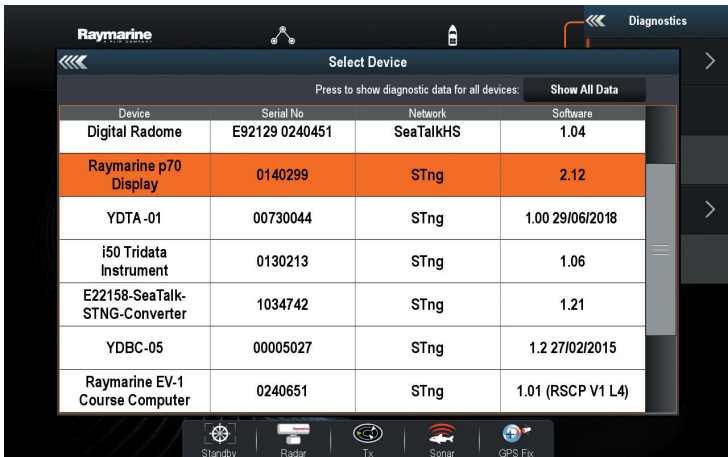 Diagnostics
Raymarine
A FLIR COMPANY
Select Device
Press to show diagnostic data for all devices: Show All Data
Device Serial No Network Software
Digital Radome E92129 0240451 SeaTalkHS 1.04
Raymarine p70
Display 0140299 STng 2.12
YDTA-01 00730044 STng 1.00 29/06/2018
i50 Tridata
Instrument 0130213 STng 1.06
E22158-SeaTalk-
STNG-Converter 1034742 STng 1.21
YDBC-05 00005027 STng 1.2 27/02/2015
Raymarine EV-1
Course Computer 0240651 STng 1.01 (RSCP V1 L4)
Raymarine
Standby Radar Tx Sonar GPS Fix